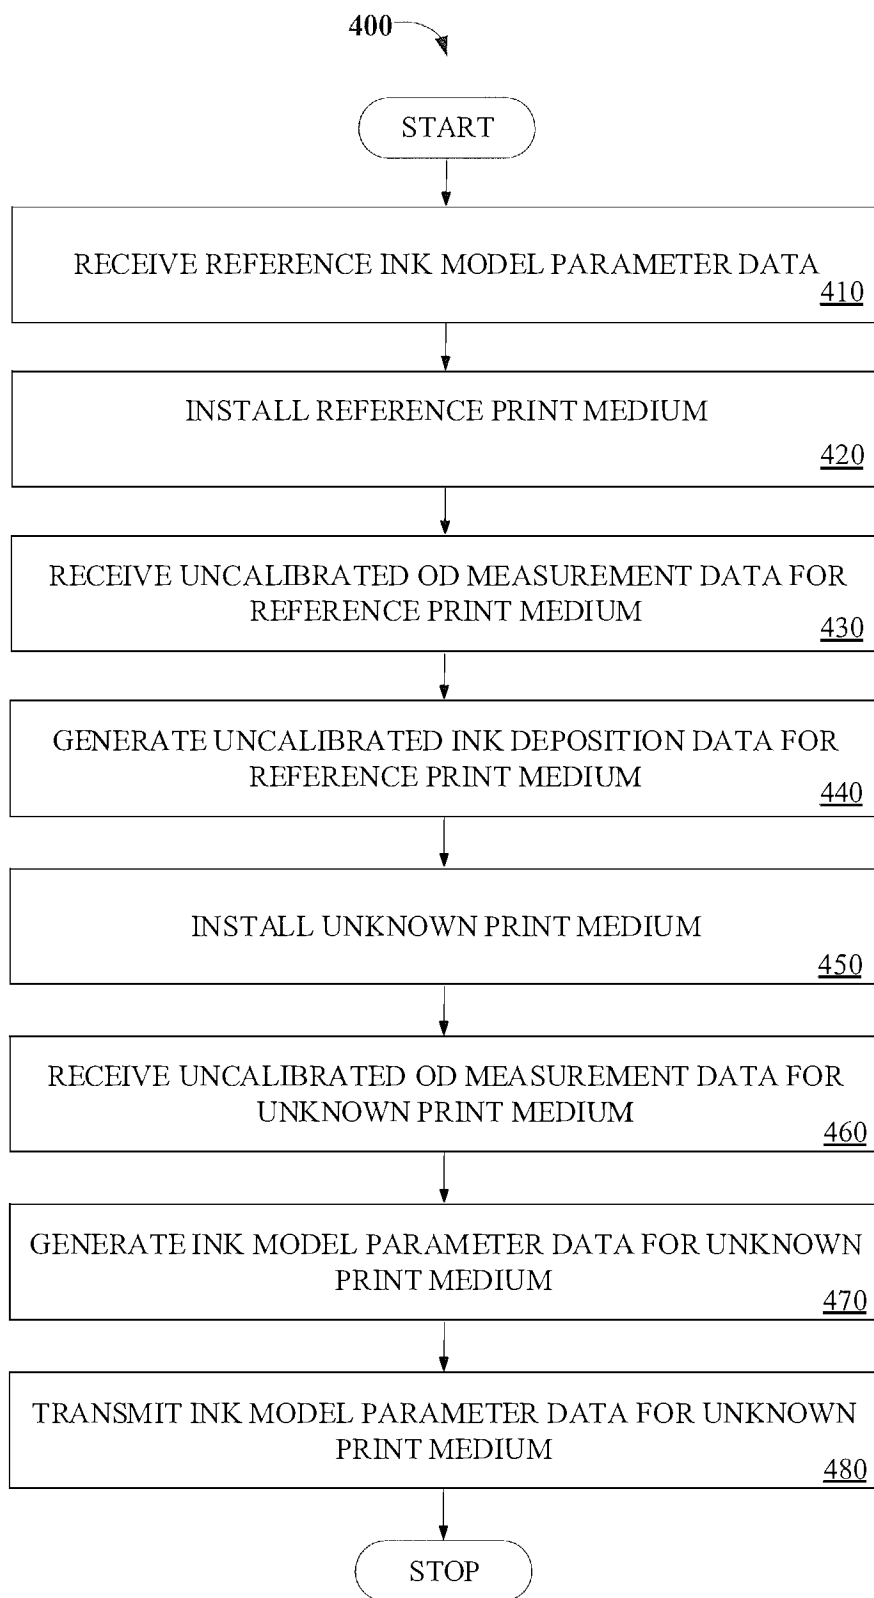 400
START
RECEIVE REFERENCE INK MODEL PARAMETER DATA
410
INSTALL REFERENCE PRINT MEDIUM
420
RECEIVE UNCALIBRATED OD MEASUREMENT DATA FOR
REFERENCE PRINT MEDIUM
430
GENERATE UNCALIBRATED INK DEPOSITION DATA FOR
REFERENCE PRINT MEDIUM
440
INSTALL UNKNOWN PRINT MEDIUM
450
RECEIVE UNCALIBRATED OD MEASUREMENT DATA FOR
UNKNOWN PRINT MEDIUM
460
GENERATE INK MODEL PARAMETER DATA FOR UNKNOWN
PRINT MEDIUM
470
TRANSMIT INK MODEL PARAMETER DATA FOR UNKNOWN
PRINT MEDIUM
480
STOP